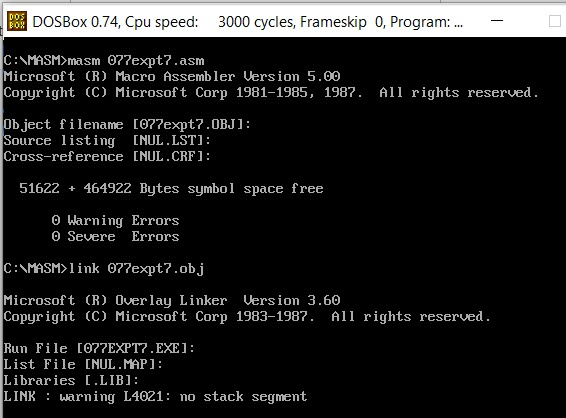 DOS BOX DOSBox 0.74, Cpu speed: 3000 cycles, Frameskip 0, Program: ...
C:\MASM>masm 077expt7.asm
Microsoft (R) Macro Assembler Version 5.00
Copyright (C) Microsoft Corp 1981-1985, 1987.  All rights reserved.
Object filename [077expt7.OBJ]:
Source listing  [NUL.LST]:
Cross-reference [NUL.CRF]:
51622 + 464922 Bytes symbol space free
0 Warning Errors
0 Severe  Errors
C:\MASM>link 077expt7.obj
Microsoft (R) Overlay Linker  Version 3.60
Copyright (C) Microsoft Corp 1983-1987.  All rights reserved.
Run File [077EXPT7.EXE]:
List File [NUL.MAP]:
Libraries [.LIB]:
LINK : warning L4021: no stack segment